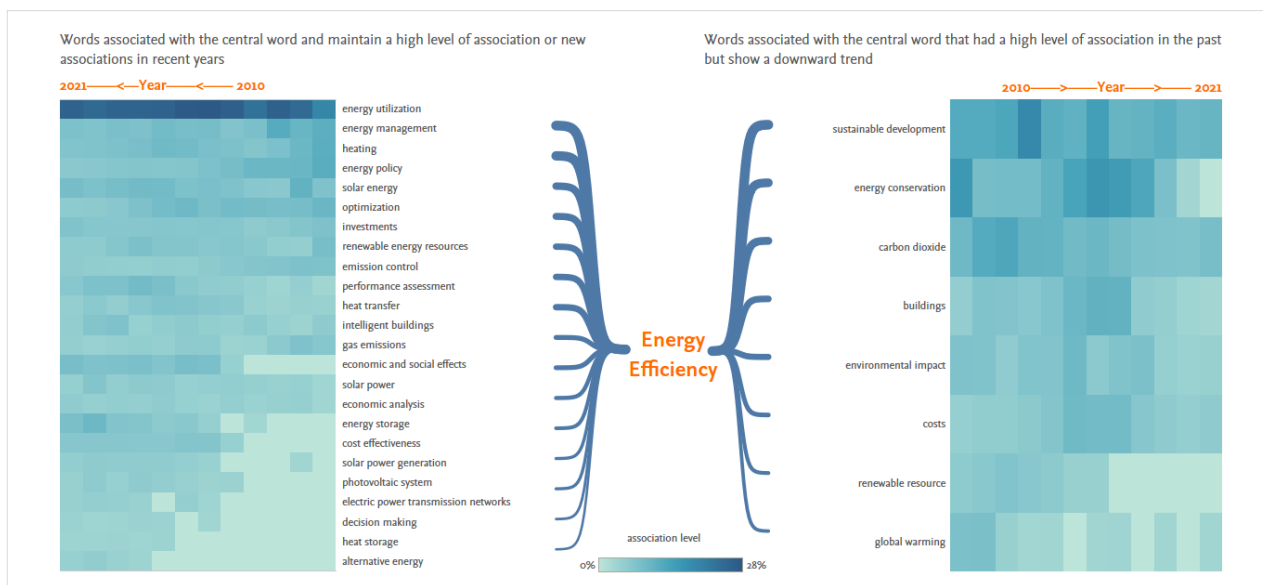 Words associated with the central word and maintain a high level of association or new
associations in recent years
2021——<—Year—<—— 2010
energy utilization
energy management
heating
energy policy
solar energy
optimization
investments
renewable energy resources
emission control
performance assessment
heat transfer
intelligent buildings
gas emissions
economic and social effects
solar power
economic analysis
energy storage
cost effectiveness
solar power generation
photovoltaic system
electric power transmission networks
decision making
heat storage
alternative energy
Energy
Efficiency
association level
0%
28%
Words associated with the central word that had a high level of association in the past
but show a downward trend
2010——>——Year——>—— 2021
sustainable development
energy conservation
carbon dioxide
buildings
environmental impact
costs
renewable resource
global warming